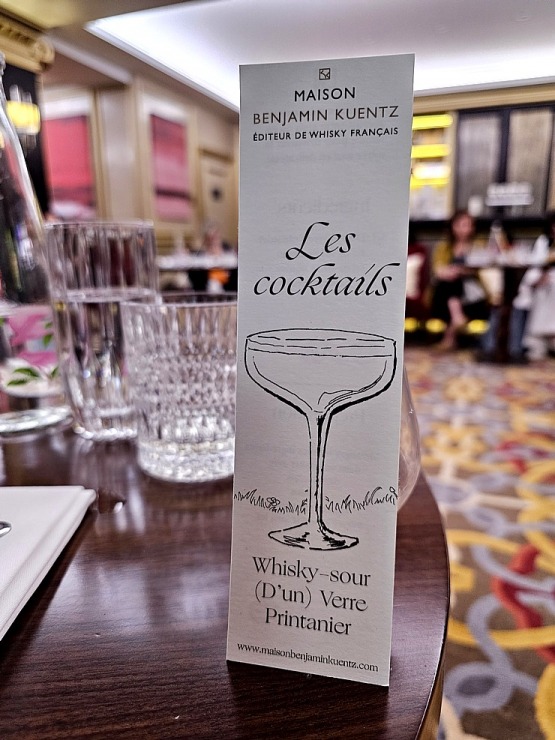 MAISON
BENJAMIN KUENTZ
ÉDITEUR DE WHISKY FRANÇAIS
Les
cocktails
Whisky-sour
(D'un) Verre
Printanier
www.maisonbenjaminkuentz.com